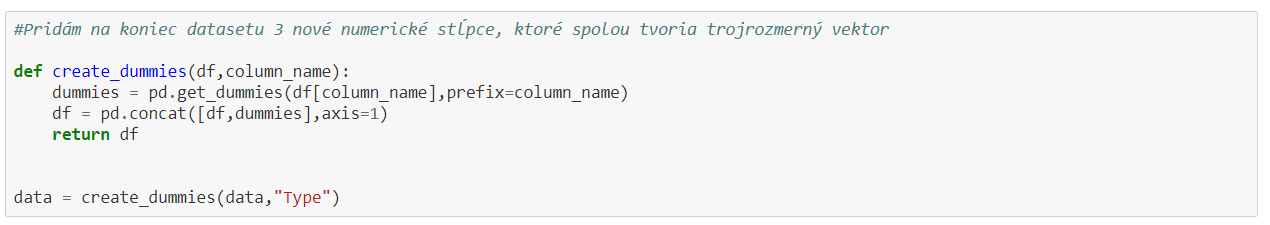 #Pridám na koniec datasetu 3 nové numerické stĺpce, ktoré spolou tvoria trojrozmerný vektor
def create_dummies(df,column_name):
    dummies = pd.get_dummies(df[column_name],prefix=column_name)
    df = pd.concat([df,dummies],axis=1)
    return df
data = create_dummies(data,"Type")